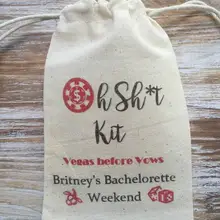 Oh Sh*t
Kit
Vegas before Vows
Britney's Bachelorette
Weekend